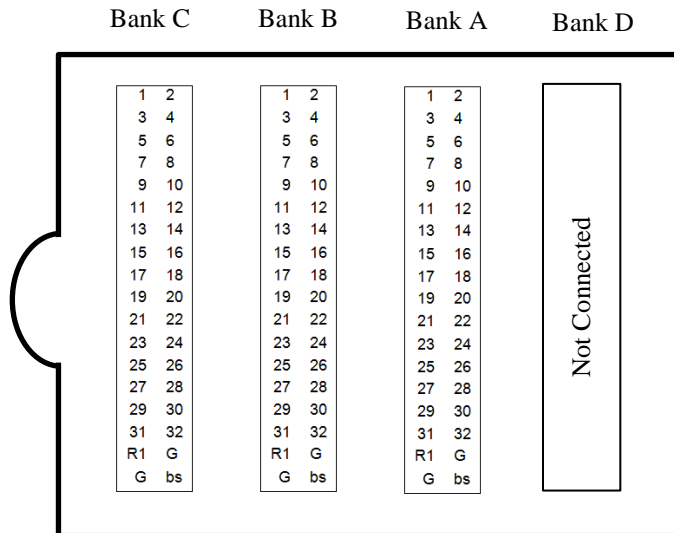 Bank C Bank B Bank A Bank D
1 2 1 2 1 2
3 4 3 4 3 4
5 6 5 6 5 6
7 8 7 8 7 8
9 10 9 10 9 10
11 12 11 12 11 12
13 14 13 14 13 14
15 16 15 16 15 16
17 18 17 18 17 18
19 20 19 20 19 20
21 22 21 22 21 22
23 24 23 24 23 24
25 26 25 26 25 26
27 28 27 28 27 28
29 30 29 30 29 30
31 32 31 32 31 32
R1 G R1 G R1 G
G bs G bs G bs
Not Connected